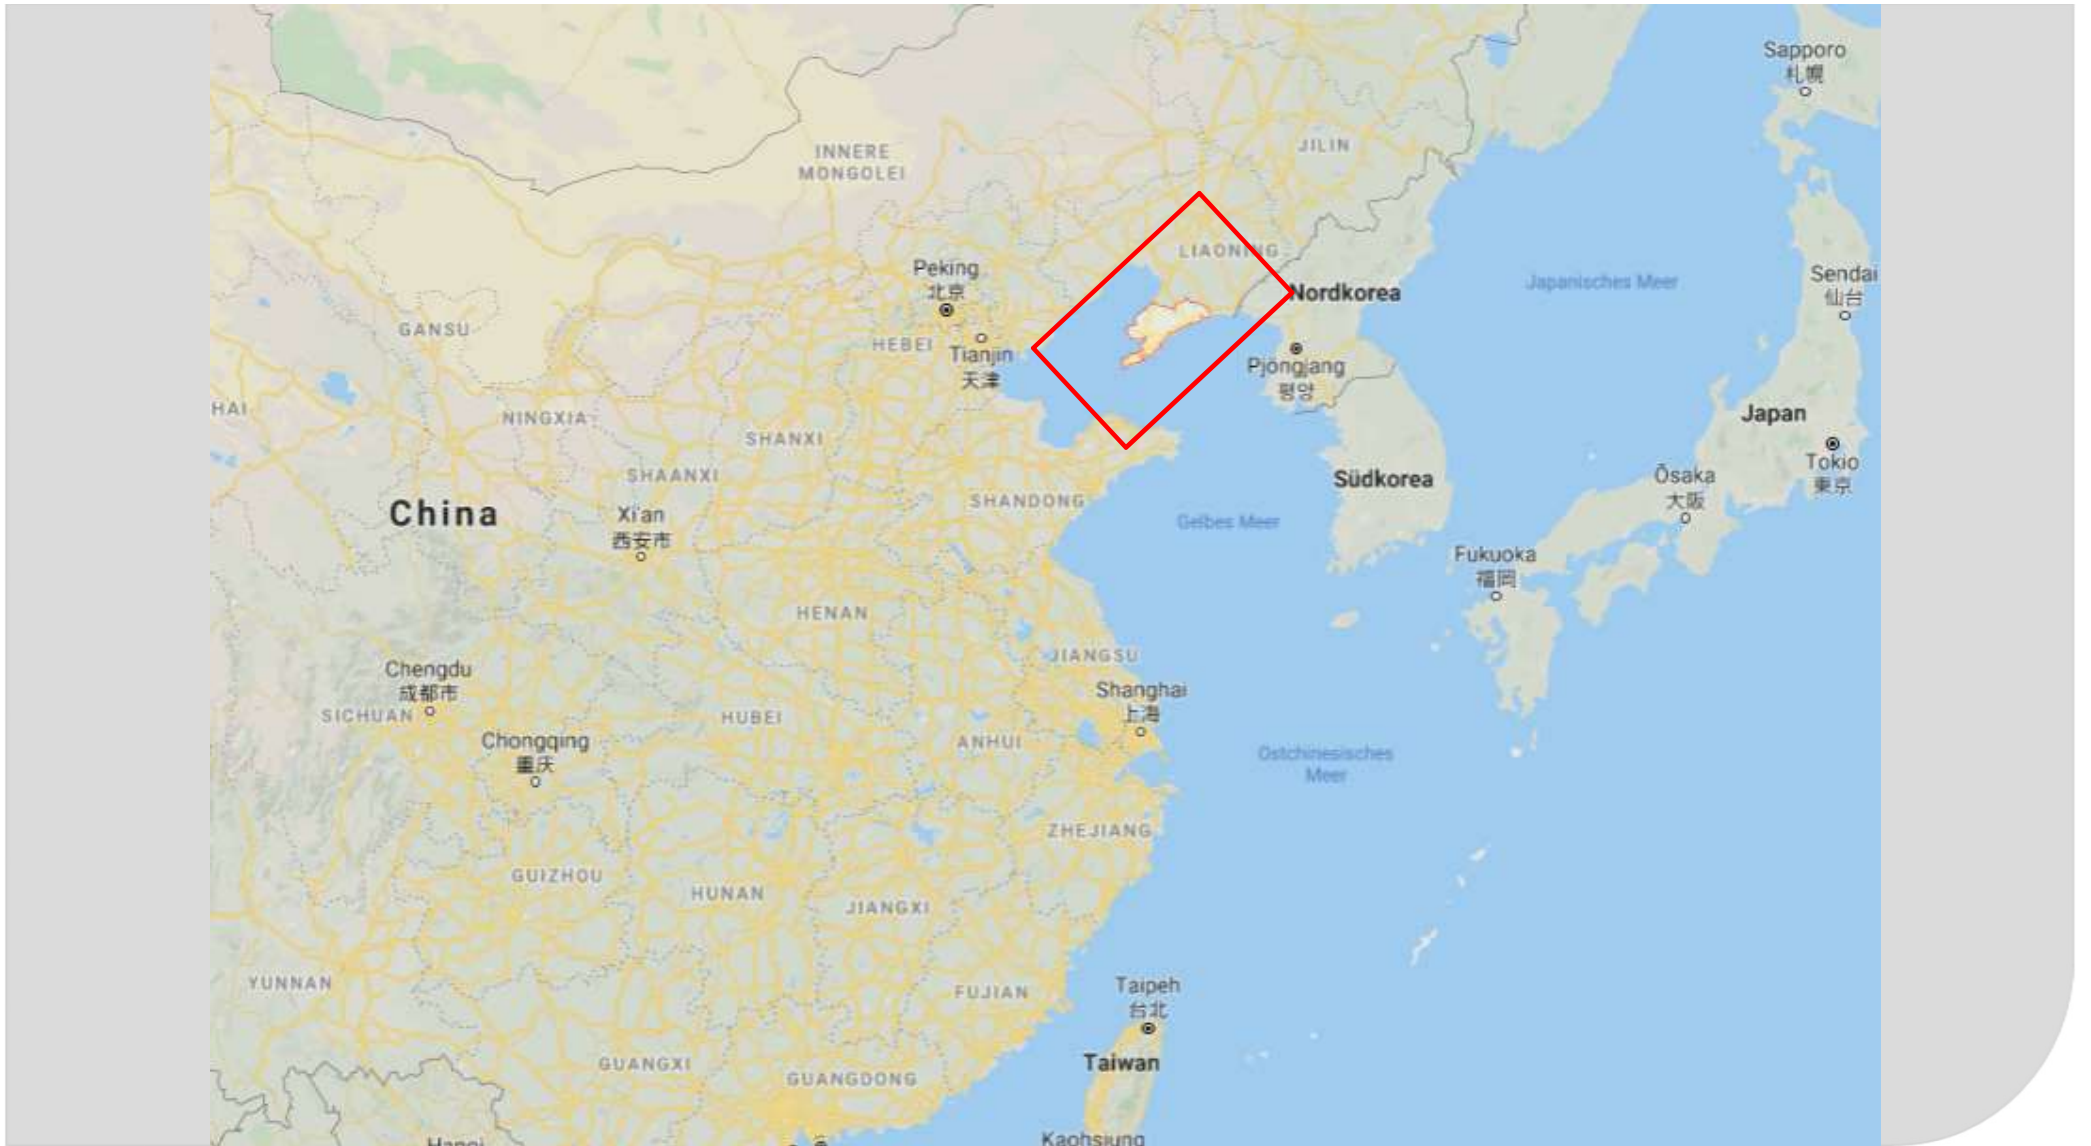 Sapporo
札幌
JILIN
INNERE
MONGOLEI
LIAONING
Peking
北京
Nordkorea
Japanisches Meer
Sendai
仙台
GANSU
HEBEI
Tianjin
天津
Pjöngjang
평양
HAI
NINGXIA
SHANXI
Japan
Tokio
東京
SHAANXI
Südkorea
Ōsaka
大阪
SHANDONG
China
Xi'an
西安市
Gelbes Meer
Fukuoka
福岡
HENAN
JIANGSU
Chengdu
成都市
Shanghai
上海
SICHUAN
HUBEI
Chongqing
重庆
ANHUI
Ostchinesisches
Meer
ZHEJIANG
GUIZHOU
HUNAN
JIANGXI
YUNNAN
FUJIAN
Taipeh
台北
GUANGXI
Taiwan
GUANGDONG
Hanoi
Kaohsiung